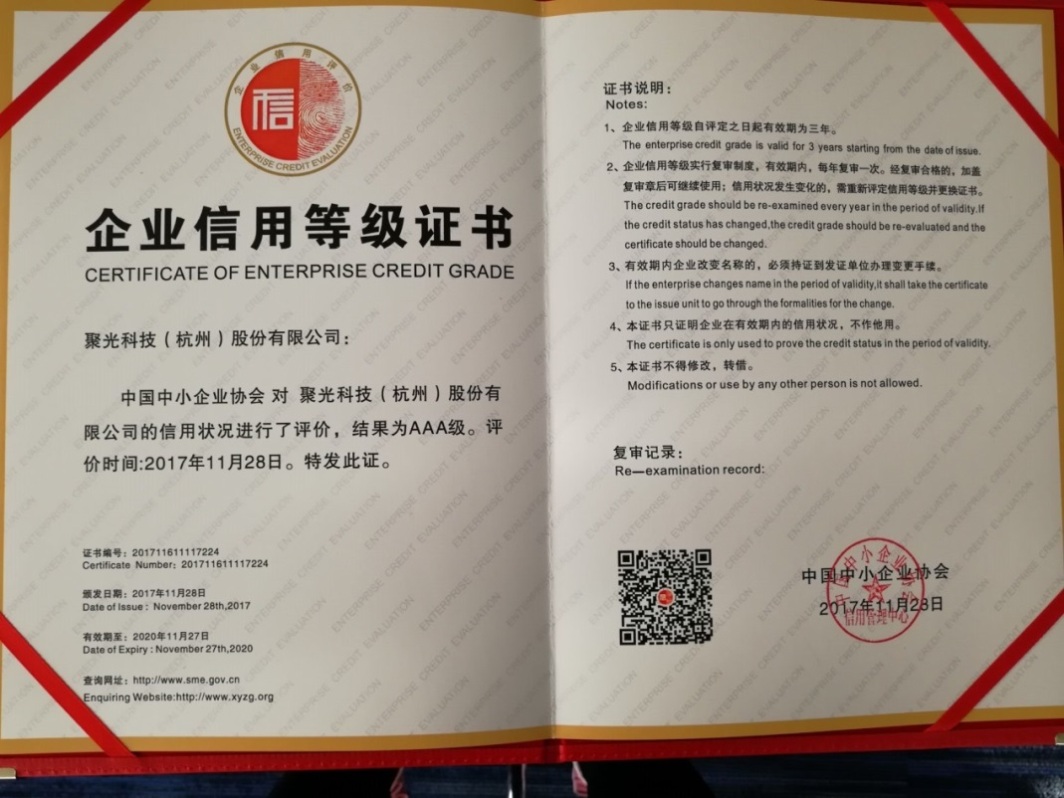 企业信用评价
ENTERPRISE CREDIT EVALUATION
信
企业信用等级证书
CERTIFICATE OF ENTERPRISE CREDIT GRADE
聚光科技（杭州）股份有限公司：
中国中小企业协会 对 聚光科技（杭州）股份有
限公司的信用状况进行了评价，结果为AAA级。评
价时间:2017年11月28日。特发此证。
证书编号：201711611117224
Certificate Number: 201711611117224
颁发日期：2017年11月28日
Date of Issue : November 28th,2017
有效期至：2020年11月27日
Date of Expiry : November 27th,2020
查询网址：http://www.sme.gov.cn
Enquiring Website:http://www.xyzg.org
证书说明：
Notes:
1、企业信用等级自评定之日起有效期为三年。
The enterprise credit grade is valid for 3 years starting from the date of issue.
2、企业信用等级实行复审制度，有效期内，每年复审一次。经复审合格的，加盖
复审章后可继续使用；信用状况发生变化的，需重新评定信用等级并更换证书。
The credit grade should be re-examined every year in the period of validity.If
the credit status has changed,the credit grade should be re-evaluated and the
certificate should be changed.
3、有效期内企业改变名称的，必须持证到发证单位办理变更手续。
If the enterprise changes name in the period of validity,it shall take the certificate
to the issue unit to go through the formalities for the change.
4、本证书只证明企业在有效期内的信用状况，不作他用。
The certificate is only used to prove the credit status in the period of validity.
5、本证书不得修改，转借。
Modifications or use by any other person is not allowed.
复审记录：
Re—examination record:
中国中小企业协会
2017年11月28日
中国中小企业协会
信用管理中心